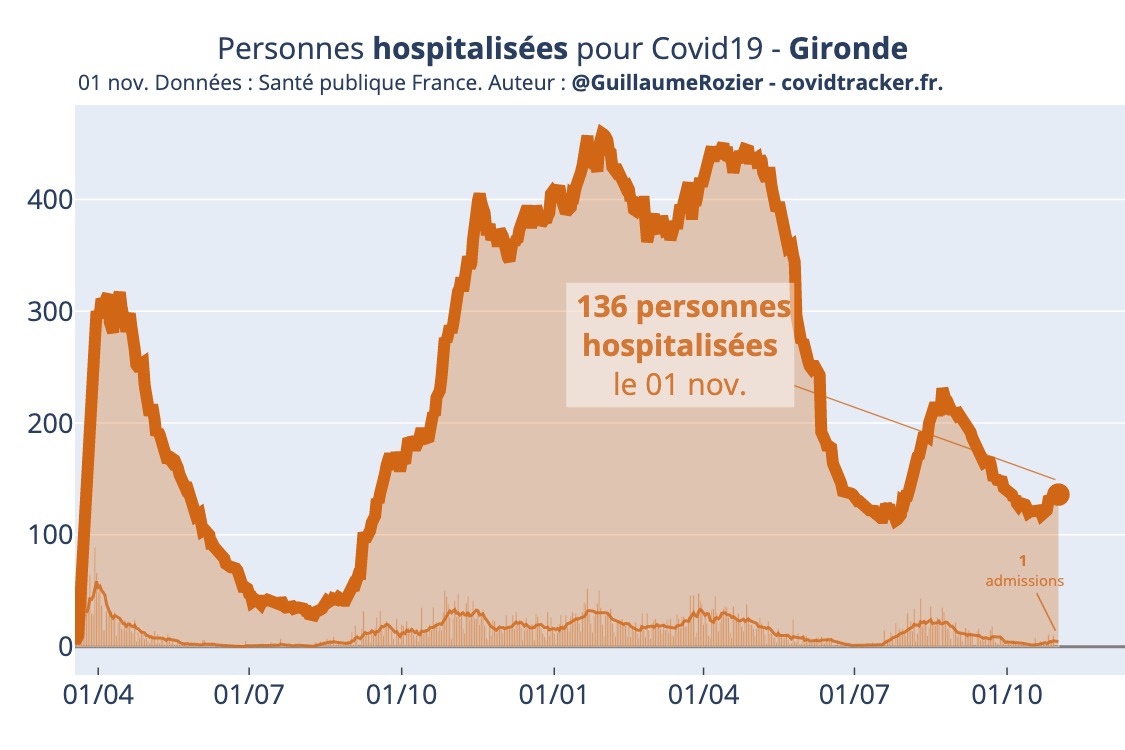 Personnes hospitalisées pour Covid19 - Gironde
01 nov. Données : Santé publique France. Auteur : @GuillaumeRozier - covidtracker.fr.
400
300
200
100
0
136 personnes
hospitalisées
le 01 nov.
1
admissions
01/04
01/07
01/10
01/01
01/04
01/07
01/10